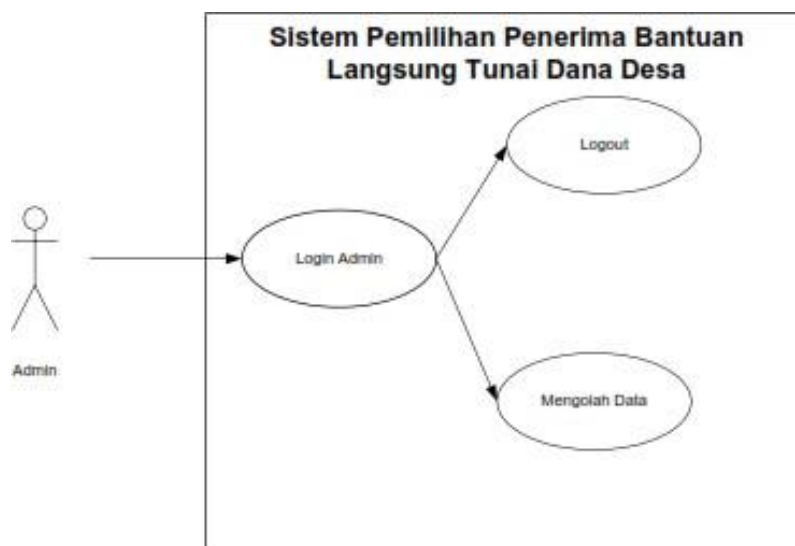 Sistem Pemilihan Penerima Bantuan
Langsung Tunai Dana Desa
Logout
Login Admin
Admin
Mengolah Data